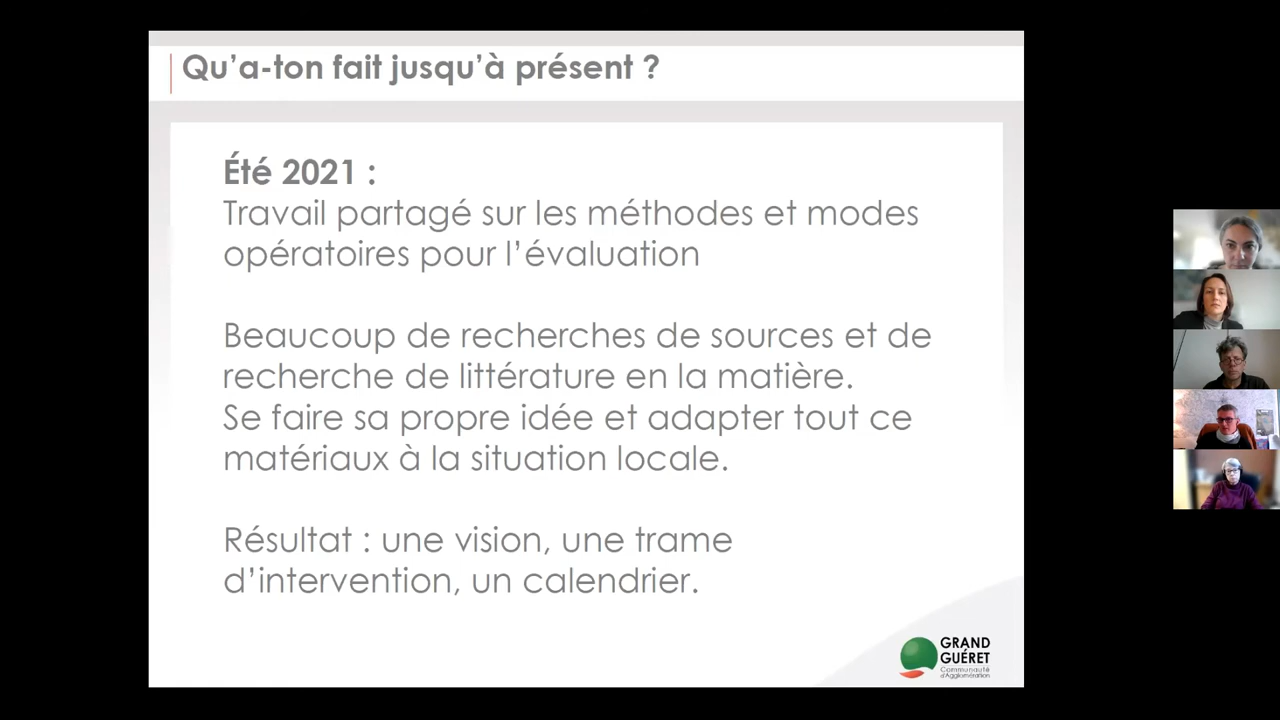 Qu'a-ton fait jusqu'à présent ?
Été 2021 :
Travail partagé sur les méthodes et modes
opératoires pour l'évaluation
Beaucoup de recherches de sources et de
recherche de littérature en la matière.
Se faire sa propre idée et adapter tout ce
matériaux à la situation locale.
Résultat : une vision, une trame
d'intervention, un calendrier.
GRAND
GUÉRET
Communauté
d'Agglomération